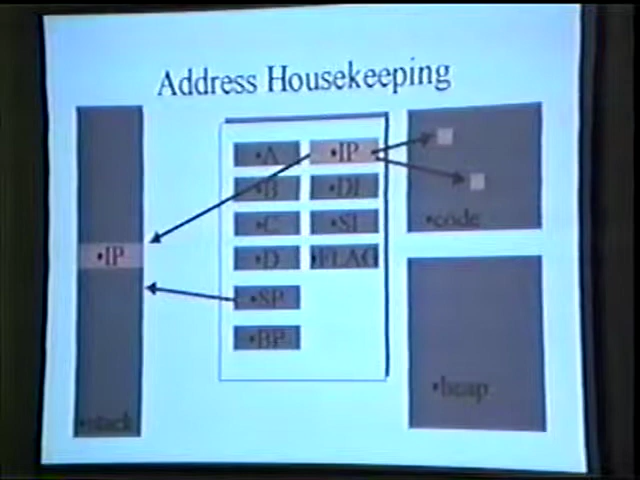 Address Housekeeping
•A
•IP
•B
•DI
•C
•SI
•code
•D
•FLAG
•IP
•SP
•BP
•heap
•stack